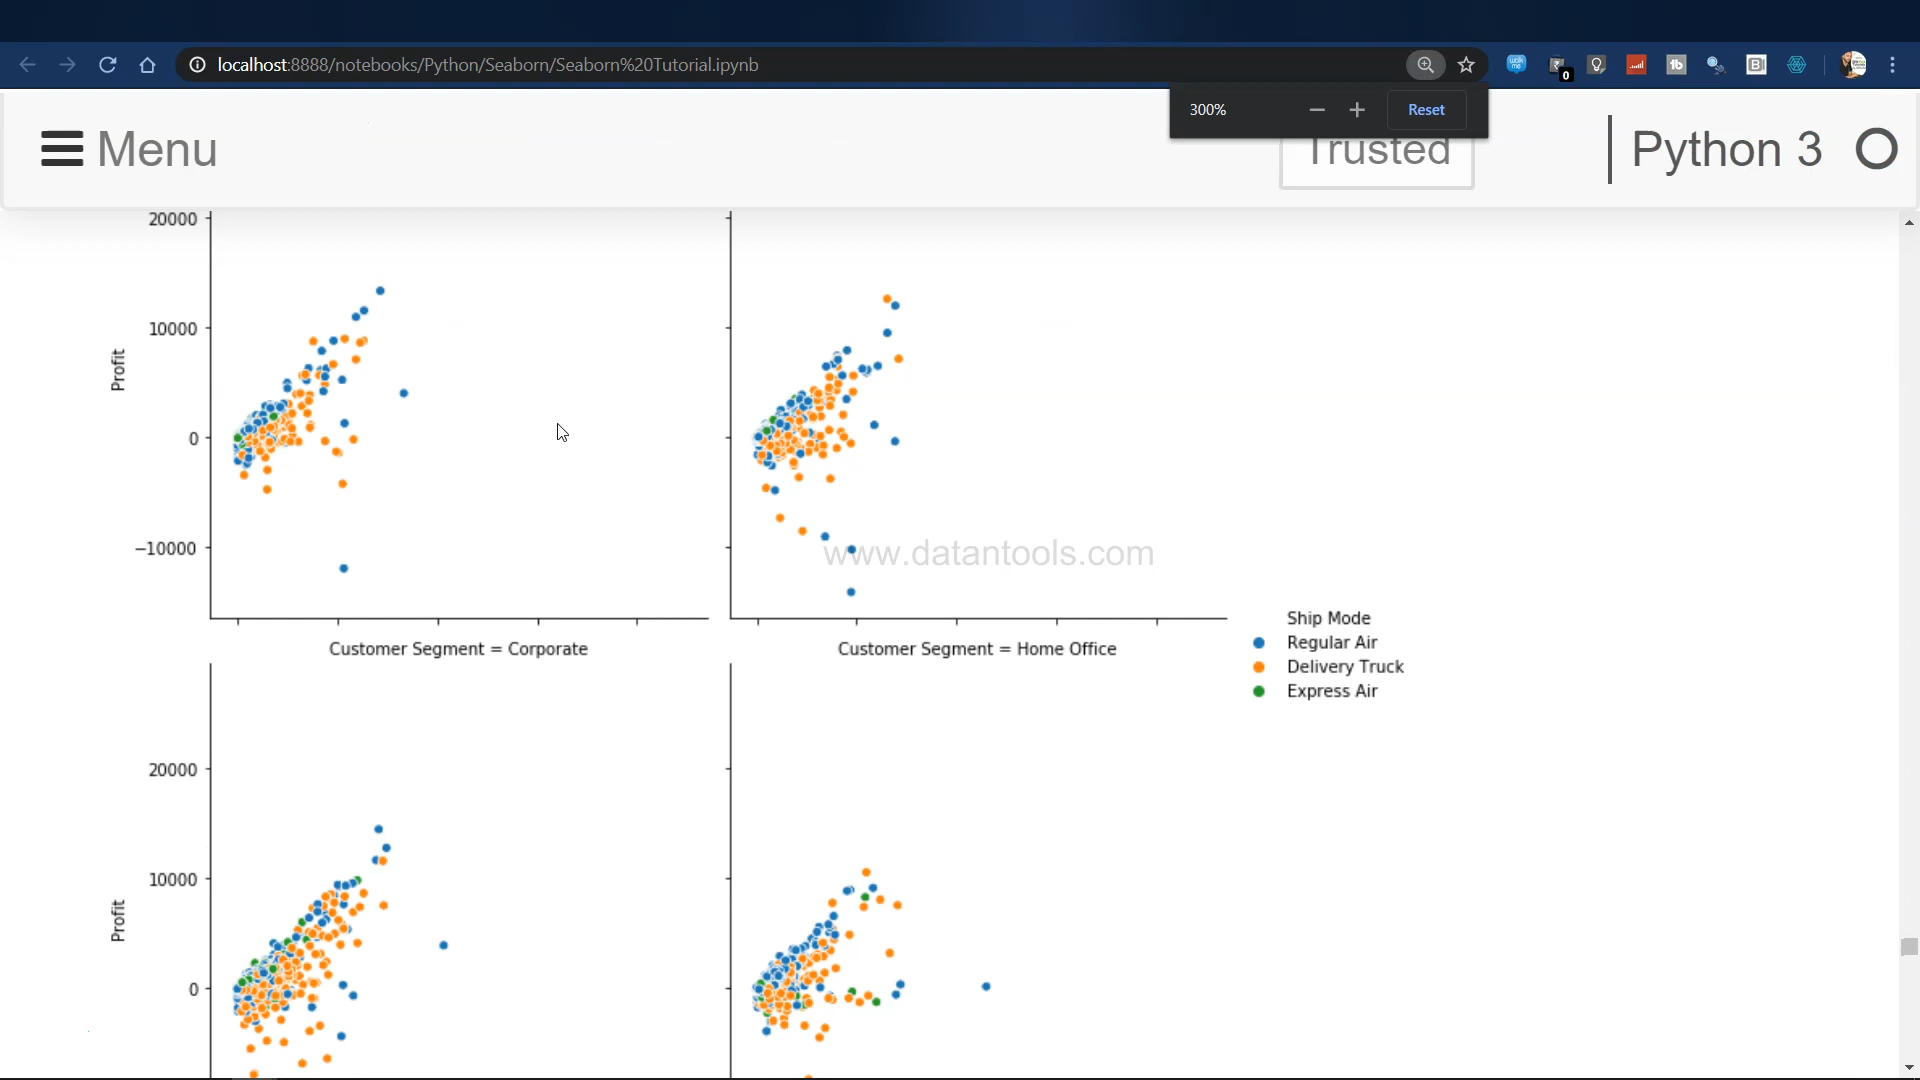 localhost:8888/notebooks/Python/Seaborn/Seaborn%20Tutorial.ipynb
0
300%
Reset
Menu
Trusted
Python 3
20000
10000
Profit
0
−10000
www.datantools.com
Ship Mode
Regular Air
Delivery Truck
Express Air
Customer Segment = Corporate
Customer Segment = Home Office
20000
10000
Profit
0